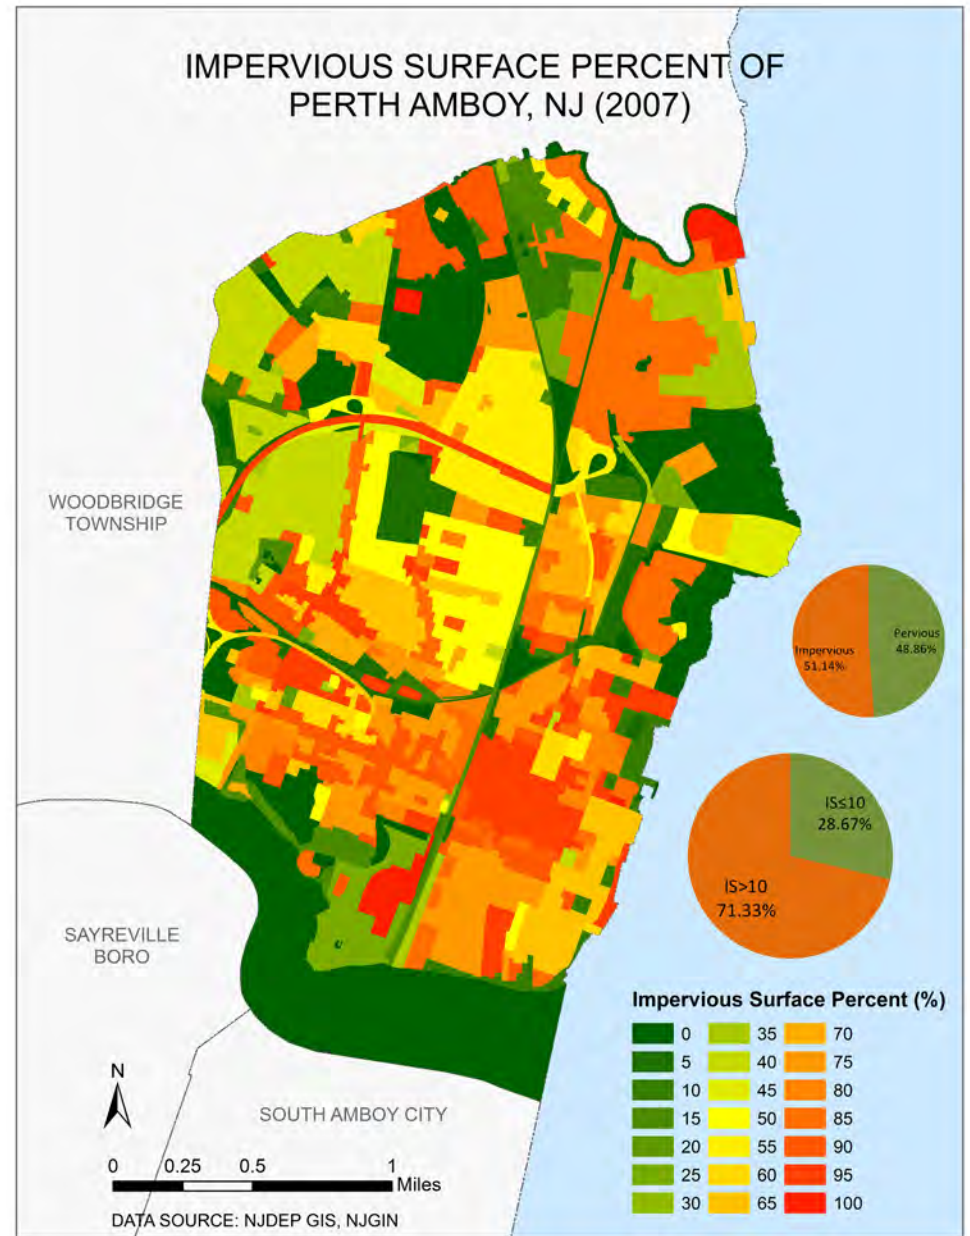 IMPERVIOUS SURFACE PERCENT OF
PERTH AMBOY, NJ (2007)
WOODBRIDGE
TOWNSHIP
Impervious
51.14%
Pervious
48.86%
IS≤10
28.67%
IS>10
71.33%
SAYREVILLE
BORO
SOUTH AMBOY CITY
Impervious Surface Percent (%)
0 35 70
5 40 75
10 45 80
15 50 85
20 55 90
25 60 95
30 65 100
N
0 0.25 0.5 1
Miles
DATA SOURCE: NJDEP GIS, NJGIN